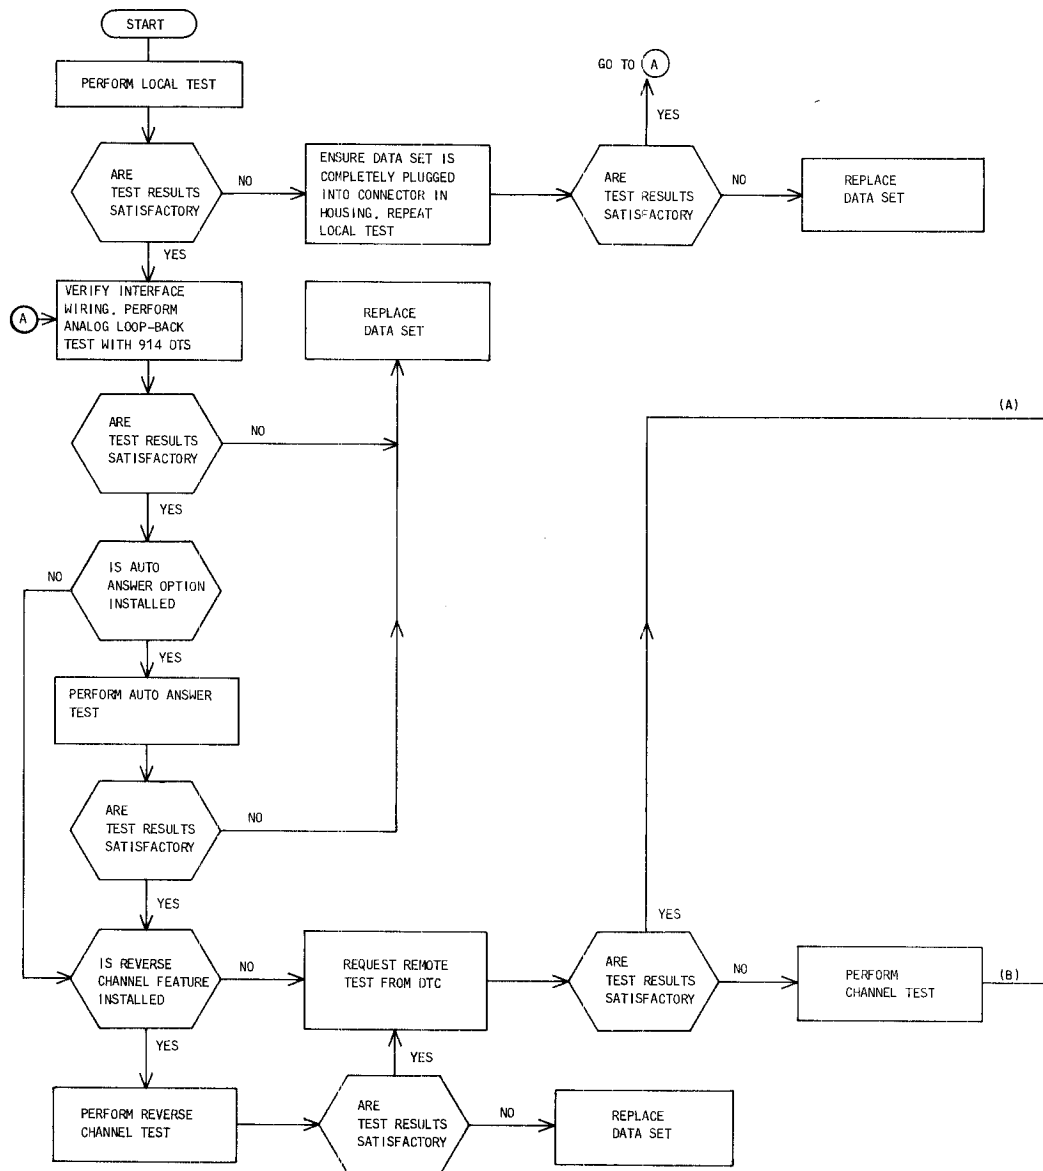 START
PERFORM LOCAL TEST
ARE
TEST RESULTS
SATISFACTORY
NO
YES
ENSURE DATA SET IS
COMPLETELY PLUGGED
INTO CONNECTOR IN
HOUSING. REPEAT
LOCAL TEST
GO TO A
YES
ARE
TEST RESULTS
SATISFACTORY
NO
REPLACE
DATA SET
A
VERIFY INTERFACE
WIRING. PERFORM
ANALOG LOOP-BACK
TEST WITH 914 DTS
REPLACE
DATA SET
ARE
TEST RESULTS
SATISFACTORY
NO
YES
(A)
IS AUTO
ANSWER OPTION
INSTALLED
NO
YES
PERFORM AUTO ANSWER
TEST
ARE
TEST RESULTS
SATISFACTORY
NO
YES
IS REVERSE
CHANNEL FEATURE
INSTALLED
NO
YES
REQUEST REMOTE
TEST FROM DTC
YES
ARE
TEST RESULTS
SATISFACTORY
NO
PERFORM
CHANNEL TEST
(B)
PERFORM REVERSE
CHANNEL TEST
YES
ARE
TEST RESULTS
SATISFACTORY
NO
REPLACE
DATA SET